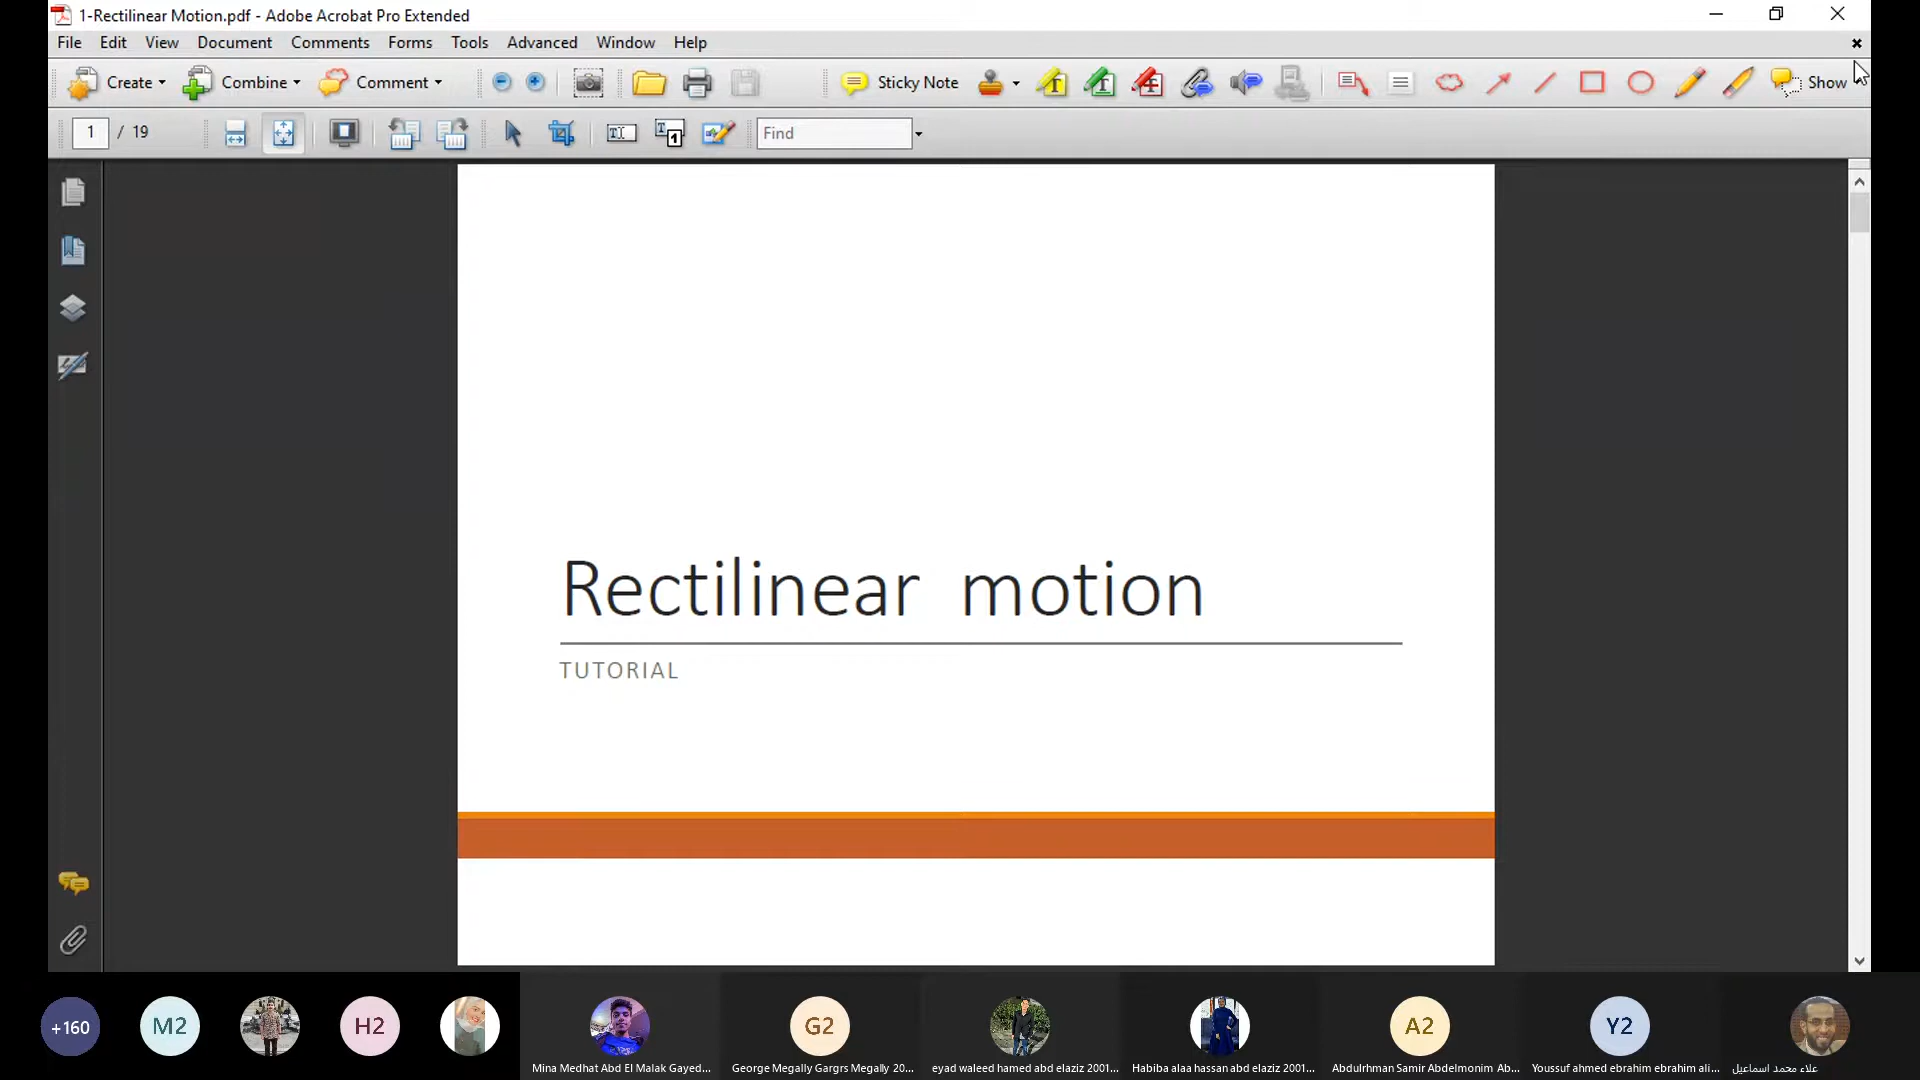 1-Rectilinear Motion.pdf - Adobe Acrobat Pro Extended
File Edit View Document Comments Forms Tools Advanced Window Help
Create Combine Comment Sticky Note Show
1 / 19 Find
Rectilinear motion
TUTORIAL
+160 M2 H2 G2 A2 Y2
Mina Medhat Abd El Malak Gayed... George Megally Gargrs Megally 20... eyad waleed hamed abd elaziz 2001... Habiba alaa hassan abd elaziz 2001... Abdulrhman Samir Abdelmonim Ab... Youssuf ahmed ebrahim ebrahim ali... علاء محمد اسماعيل